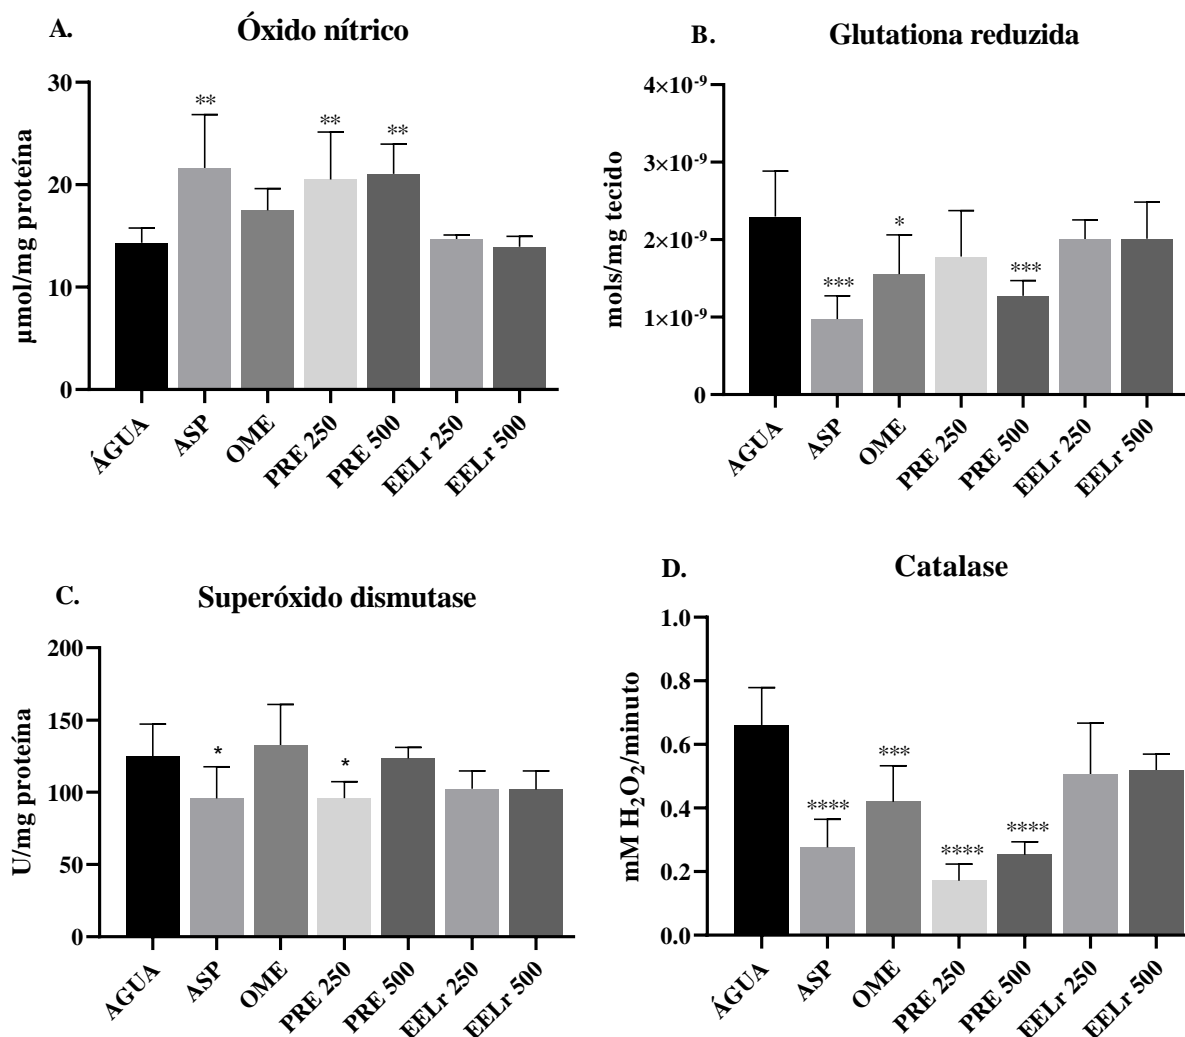 A.
Óxido nítrico
µmol/mg proteína
30
20
10
0
**
**
**
ÁGUA
ASP
OME
PRE 250
PRE 500
EELr 250
EELr 500
B.
Glutationa reduzida
mols/mg tecido
4×10⁻⁹
3×10⁻⁹
2×10⁻⁹
1×10⁻⁹
0
***
*
***
AGUA
ASP
OME
PRE 250
PRE 500
EELr 250
EELr 500
C.
Superóxido dismutase
U/mg proteína
200
150
100
50
0
*
*
AGUA
ASP
OME
PRE 250
PRE 500
EELr 250
EELr 500
D.
Catalase
mM H₂O₂/minuto
1.0
0.8
0.6
0.4
0.2
0.0
****
***
****
****
ÁGUA
ASP
OME
PRE 250
PRE 500
EELr 250
EELr 500